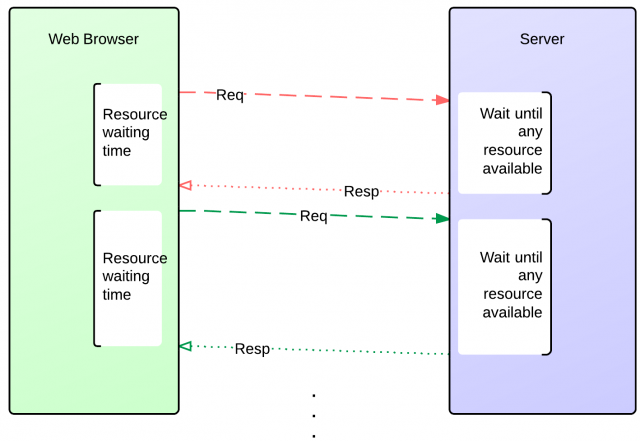 Web Browser
Server
Req
Resource
waiting
time
Wait until
any
resource
available
Resp
Req
Resource
waiting
time
Wait until
any
resource
available
Resp